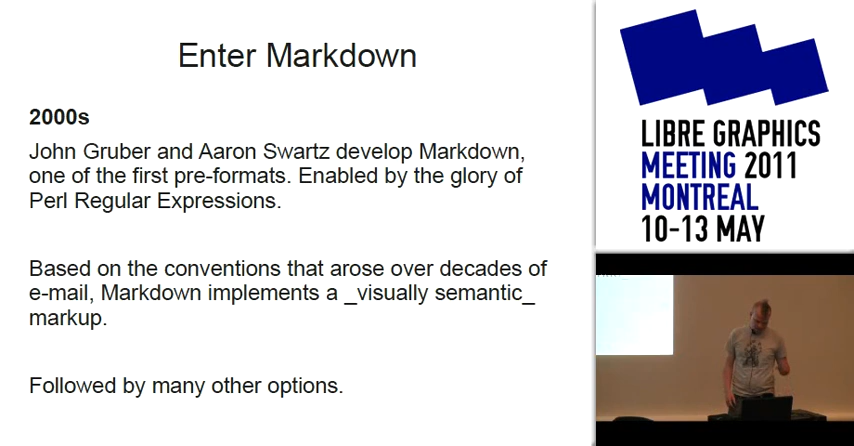 Enter Markdown
2000s
John Gruber and Aaron Swartz develop Markdown,
one of the first pre-formats. Enabled by the glory of
Perl Regular Expressions.
Based on the conventions that arose over decades of
e-mail, Markdown implements a _visually semantic_
markup.
Followed by many other options.
LIBRE GRAPHICS
MEETING 2011
MONTREAL
10-13 MAY